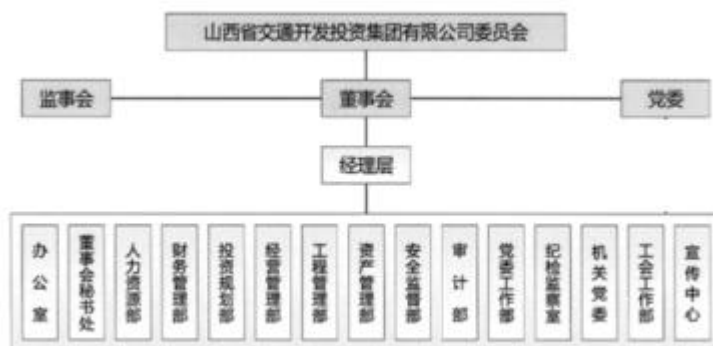 山西省交通开发投资集团有限公司委员会
监事会
董事会
党委
经理层
办公室
董事会秘书处
人力资源部
财务管理部
投资规划部
经营管理部
工程管理部
资产管理部
安全监督部
审计部
党委工作部
纪检监察室
机关党委
工会工作部
宣传中心